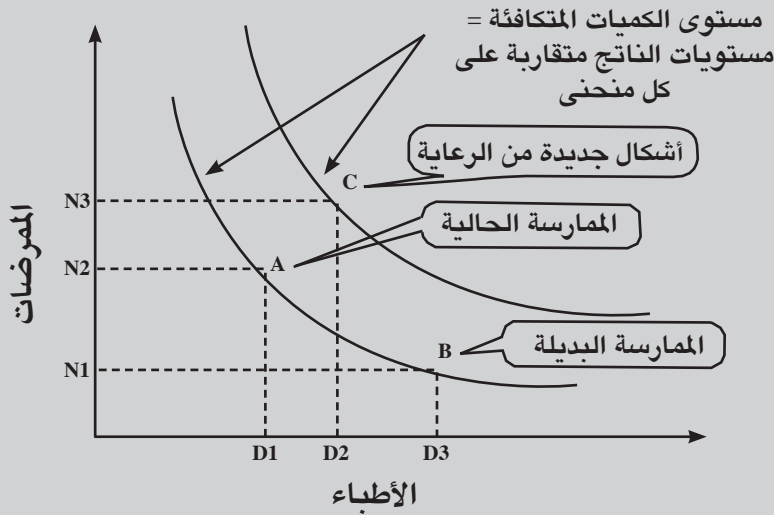 مستوى الكميات المتكافئة =
مستويات الناتج متقاربة على
كل منحنى
أشكال جديدة من الرعاية
C
N3
الممارسة الحالية
A
N2
الممرضات
B
الممارسة البديلة
N1
D1 D2 D3
الأطباء